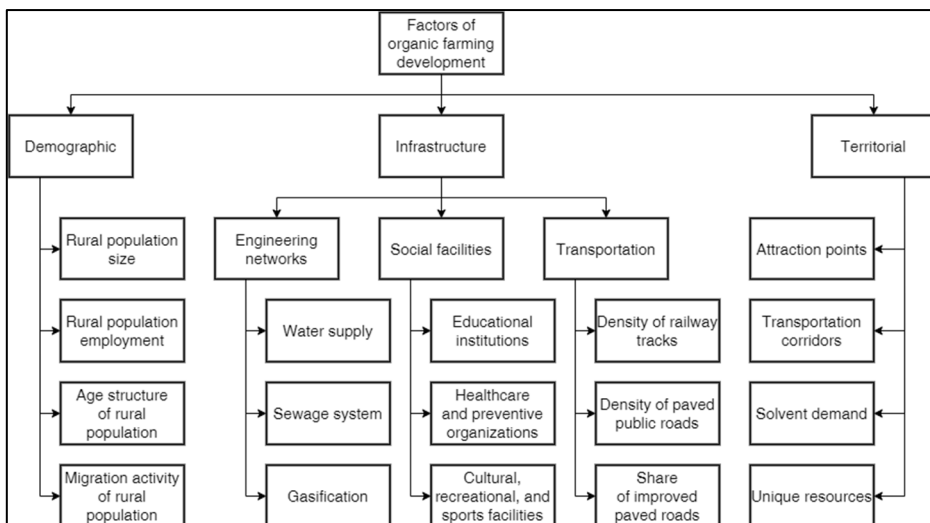 Factors of
organic farming
development
Demographic
Infrastructure
Territorial
Rural population
size
Engineering
networks
Social facilities
Transportation
Attraction points
Rural population
employment
Water supply
Educational
institutions
Density of railway
tracks
Transportation
corridors
Age structure
of rural
population
Sewage system
Healthcare
and preventive
organizations
Density of paved
public roads
Solvent demand
Migration activity
of rural
population
Gasification
Cultural,
recreational, and
sports facilities
Share
of improved
paved roads
Unique resources